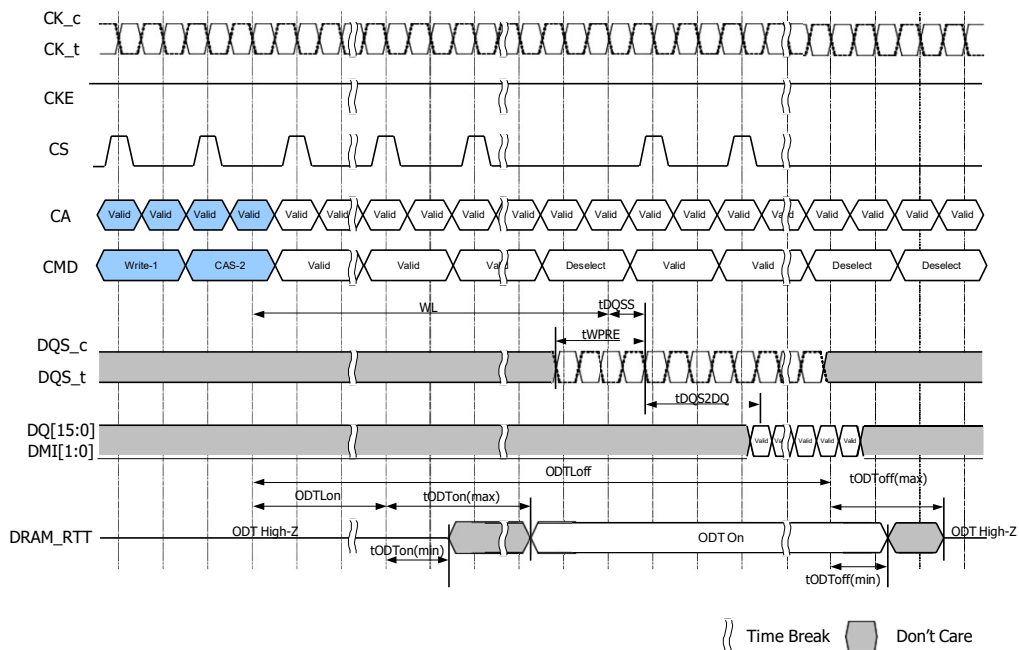 CK_c
CK_t
CKE
CS
CA Valid Valid Valid Valid Valid Valid Valid Valid Valid Valid Valid Valid Valid Valid Valid Valid Valid Valid Valid Valid
CMD Write-1 CAS-2 Valid Valid Valid Deselect Valid Valid Deselect Deselect
WL tDQSS
tWPRE
DQS_c
DQS_t
tDQS2DQ
DQ[15:0]
DMI[1:0]
Valid Valid Valid Valid Valid
ODTLoff
tODToff(max)
ODTLon tODTon(max)
DRAM_RTT ODT High-Z ODT On ODT High-Z
tODTon(min)
tODToff(min)
Time Break Don't Care